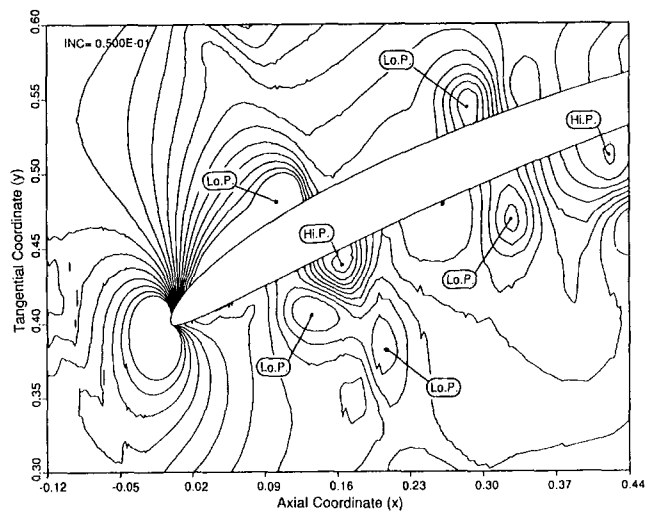 0.60
INC= 0.500E-01
Lo.P.
0.55
Hi.P.
0.50
Lo.P.
Hi.P.
0.45
Lo.P.
0.40
Lo.P.
Lo.P.
0.35
0.30
Tangential Coordinate (y)
-0.12 -0.05 0.02 0.09 0.16 0.23 0.30 0.37 0.44
Axial Coordinate (x)